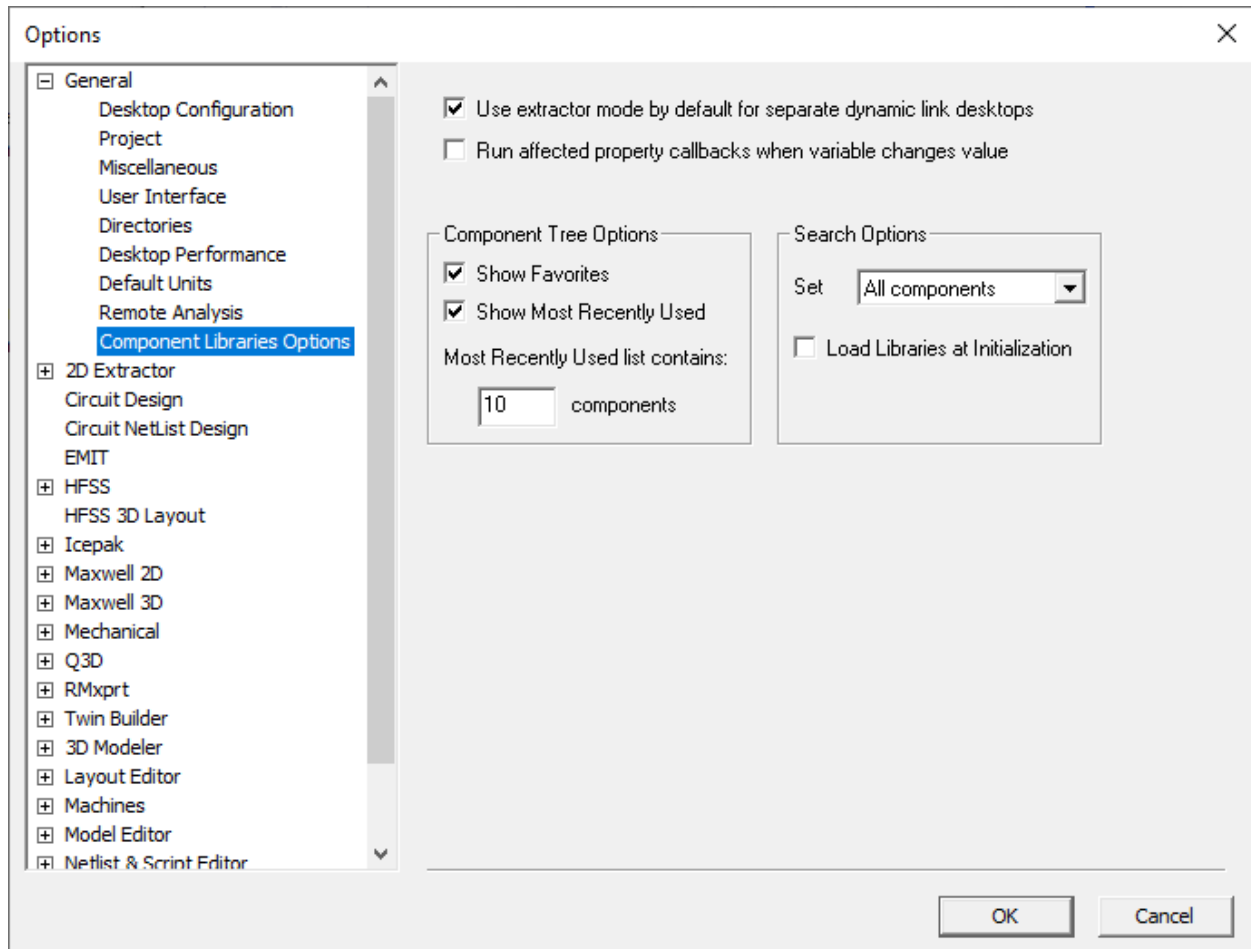 Options
General
Desktop Configuration
Project
Miscellaneous
User Interface
Directories
Desktop Performance
Default Units
Remote Analysis
Component Libraries Options
2D Extractor
Circuit Design
Circuit NetList Design
EMIT
HFSS
HFSS 3D Layout
Icepak
Maxwell 2D
Maxwell 3D
Mechanical
Q3D
RMxprt
Twin Builder
3D Modeler
Layout Editor
Machines
Model Editor
Netlist & Script Editor
Use extractor mode by default for separate dynamic link desktops
Run affected property callbacks when variable changes value
Component Tree Options
Show Favorites
Show Most Recently Used
Most Recently Used list contains:
10 components
Search Options
Set All components
Load Libraries at Initialization
OK Cancel